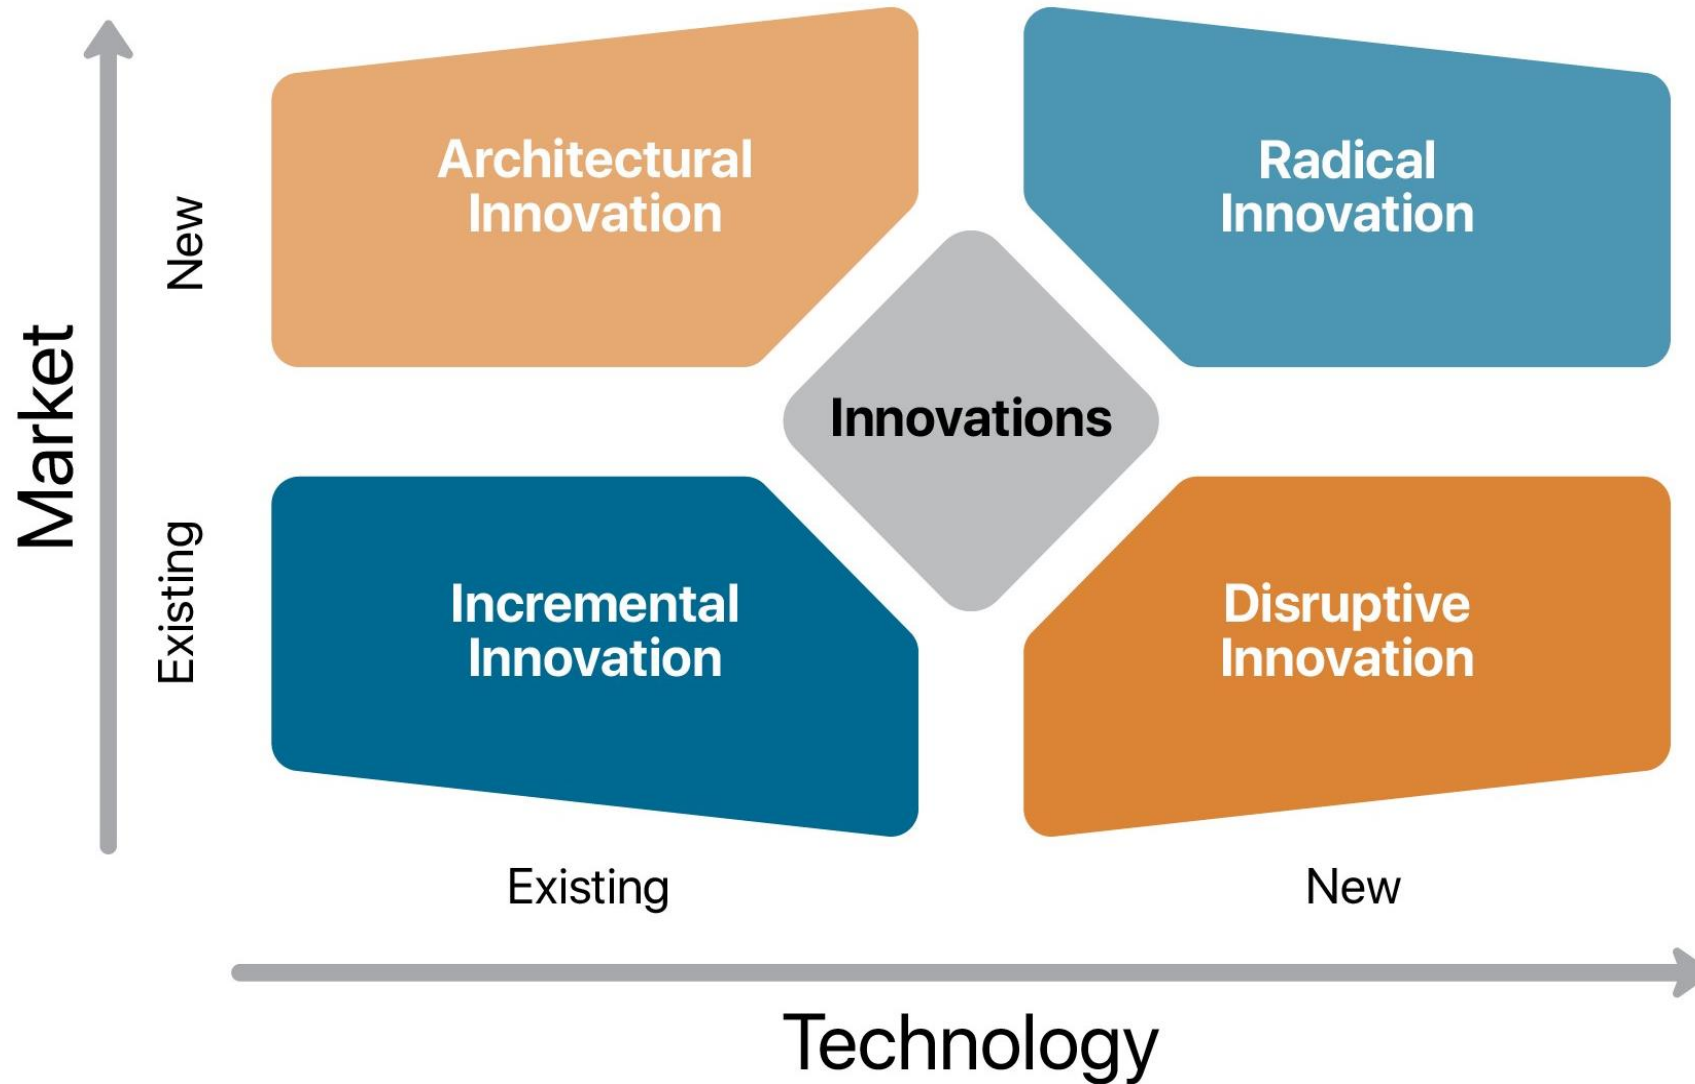 Market
New
Existing
Architectural
Innovation
Radical
Innovation
Innovations
Incremental
Innovation
Disruptive
Innovation
Existing
New
Technology